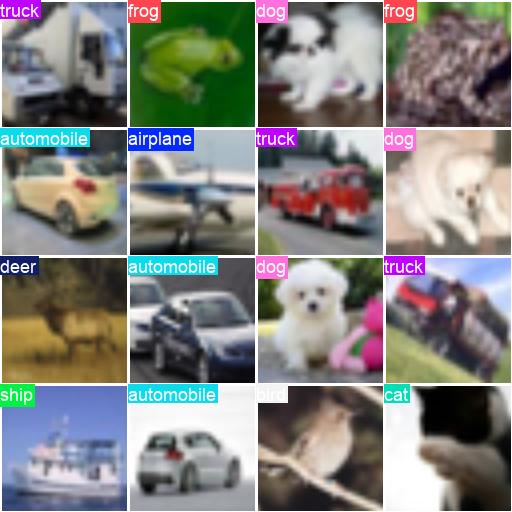 truck
frog
dog
frog
automobile
airplane
truck
dog
deer
automobile
dog
truck
ship
automobile
bird
cat